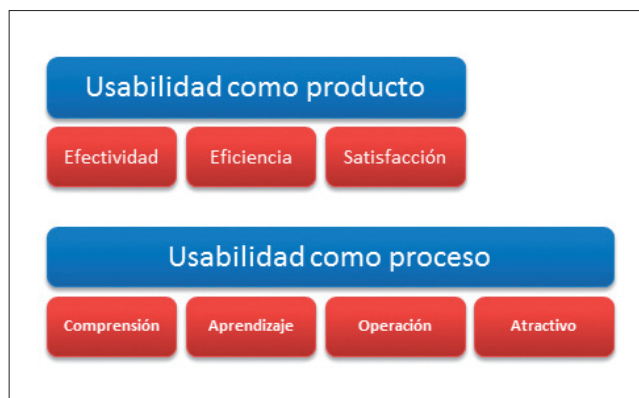 Usabilidad como producto
Efectividad
Eficiencia
Satisfacción
Usabilidad como proceso
Comprensión
Aprendizaje
Operación
Atractivo